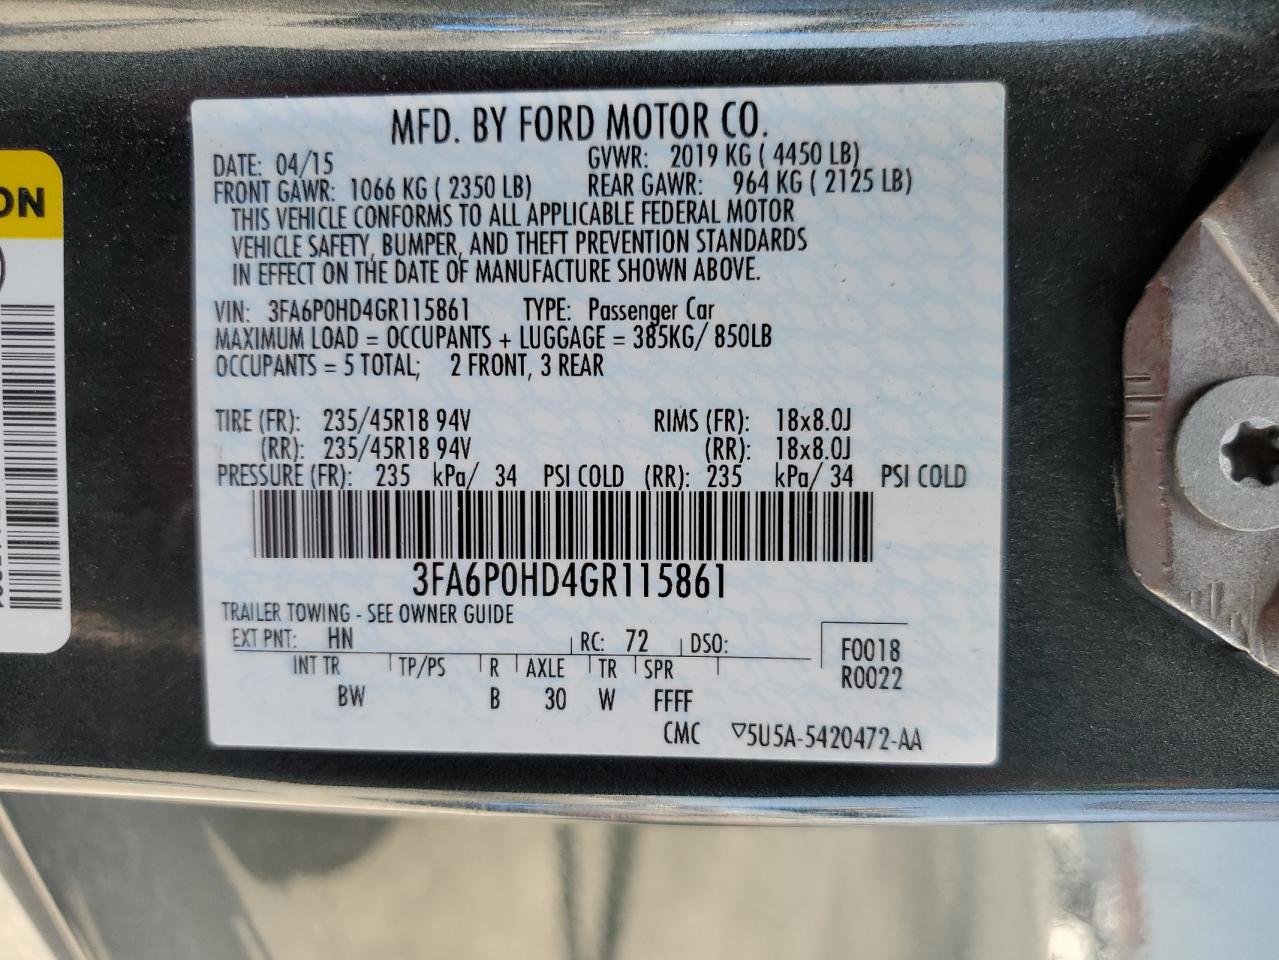 MFD. BY FORD MOTOR CO.
DATE: 04/15 GVWR: 2019 KG ( 4450 LB)
FRONT GAWR: 1066 KG ( 2350 LB) REAR GAWR: 964 KG ( 2125 LB)
THIS VEHICLE CONFORMS TO ALL APPLICABLE FEDERAL MOTOR
VEHICLE SAFETY, BUMPER, AND THEFT PREVENTION STANDARDS
IN EFFECT ON THE DATE OF MANUFACTURE SHOWN ABOVE.
VIN: 3FA6P0HD4GR115861 TYPE: Passenger Car
MAXIMUM LOAD = OCCUPANTS + LUGGAGE = 385KG/ 850LB
OCCUPANTS = 5 TOTAL; 2 FRONT, 3 REAR
TIRE (FR): 235/45R18 94V RIMS (FR): 18x8.0J
(RR): 235/45R18 94V (RR): 18x8.0J
PRESSURE (FR): 235 kPa/ 34 PSI COLD (RR): 235 kPa/ 34 PSI COLD
3FA6P0HD4GR115861
TRAILER TOWING - SEE OWNER GUIDE
EXT PNT: HN RC: 72 DSO:
F0018
R0022
INT TR TP/PS R AXLE TR SPR
BW B 30 W FFFF
CMC ▽5U5A-5420472-AA
ON